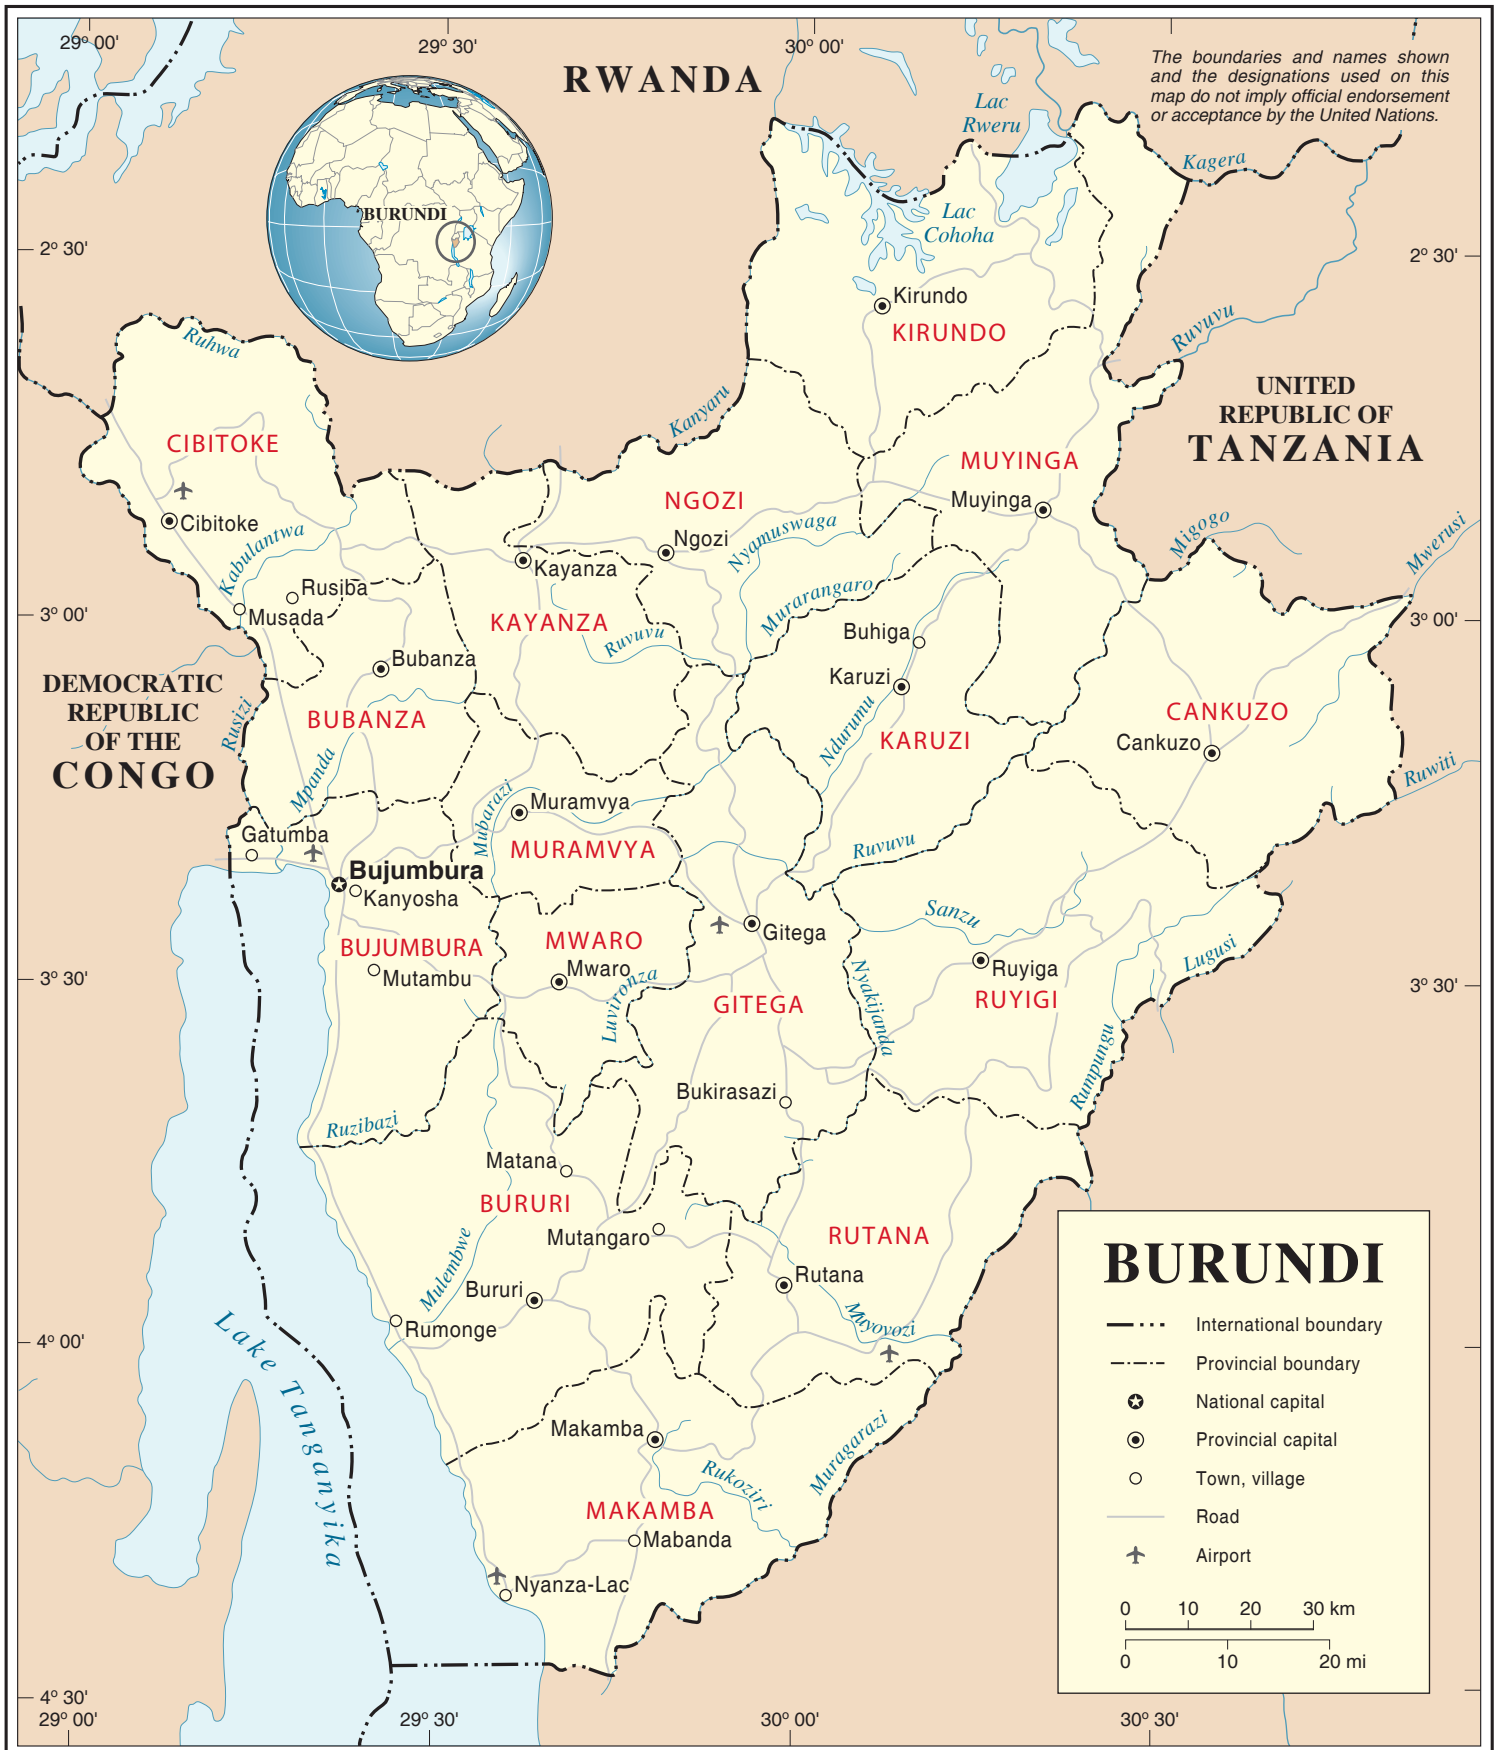 29° 00'
29° 30'
30° 00'
RWANDA
The boundaries and names shown
and the designations used on this
map do not imply official endorsement
or acceptance by the United Nations.
Lac
Rweru
Kagera
BURUNDI
Lac
Cohoha
2° 30'
2° 30'
Kirundo
KIRUNDO
Ruvuvu
Ruhwa
UNITED
REPUBLIC OF
TANZANIA
Kanyaru
CIBITOKE
MUYINGA
NGOZI
Muyinga
Cibitoke
Ngozi
Nyamuswaga
Migogo
Mwerusi
Kabulantwa
Kayanza
Rusiba
Musada
Murarangaro
3° 00'
3° 00'
KAYANZA
Ruvuvu
Buhiga
Bubanza
Karuzi
DEMOCRATIC
REPUBLIC
OF THE
CONGO
Rusizi
BUBANZA
Ndurumu
KARUZI
CANKUZO
Cankuzo
Ruwiti
Mpanda
Mubarazi
Muramvya
Gatumba
MURAMVYA
Ruvuvu
Bujumbura
Kanyosha
Sanzu
Gitega
BUJUMBURA
MWARO
Mutambu
Mwaro
Luvironza
Nyakijanda
Ruyiga
Lugusi
3° 30'
3° 30'
GITEGA
RUYIGI
Rumpungu
Bukirasazi
Ruzibazi
Matana
BURURI
Mutangaro
RUTANA
Mulembwe
Rutana
Bururi
Rumonge
Muyovozi
4° 00'
Lake Tanganyika
Makamba
Muragarazi
Rukoziri
MAKAMBA
Mabanda
Nyanza-Lac
BURUNDI
International boundary
Provincial boundary
National capital
Provincial capital
Town, village
Road
Airport
0 10 20 30 km
0 10 20 mi
4° 30'
29° 00'
29° 30'
30° 00'
30° 30'